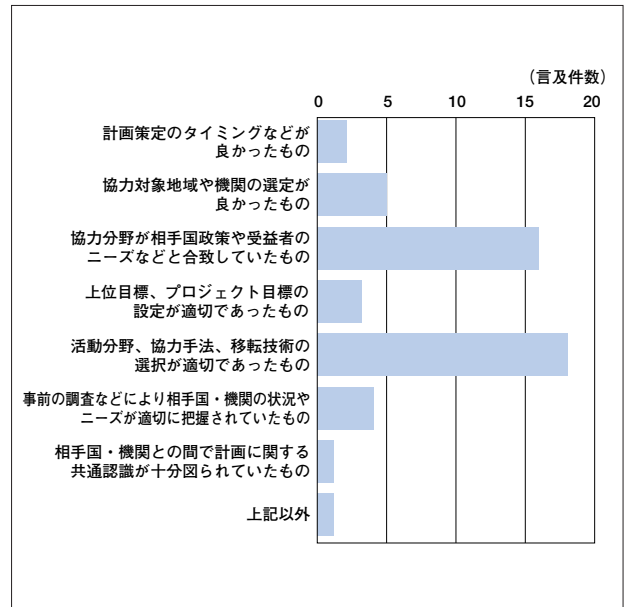 （言及件数）
0 5 10 15 20
計画策定のタイミングなどが
良かったもの
協力対象地域や機関の選定が
良かったもの
協力分野が相手国政策や受益者の
ニーズなどと合致していたもの
上位目標、プロジェクト目標の
設定が適切であったもの
活動分野、協力手法、移転技術の
選択が適切であったもの
事前の調査などにより相手国・機関の状況や
ニーズが適切に把握されていたもの
相手国・機関との間で計画に関する
共通認識が十分図られていたもの
上記以外